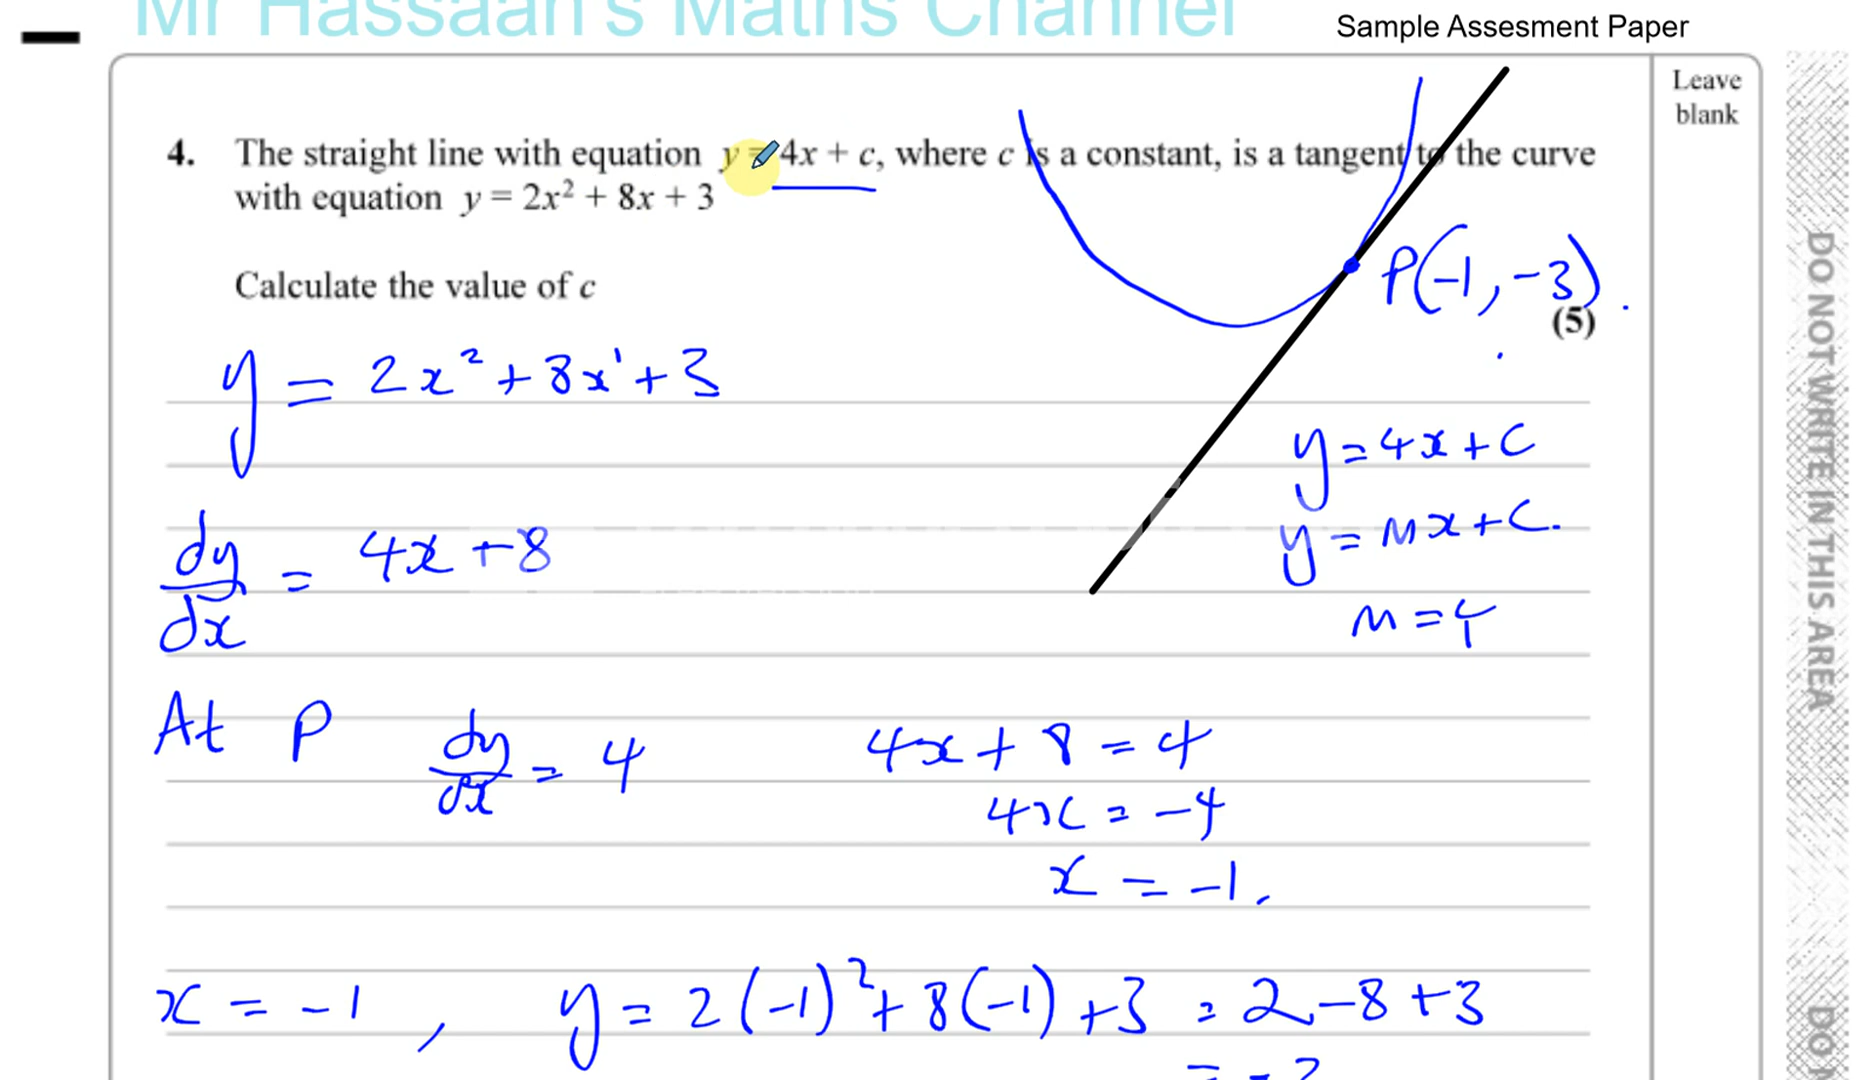 Mr Hassaan's Maths Channel
Sample Assesment Paper
Leave
blank
4. The straight line with equation y = 4x + c, where c is a constant, is a tangent to the curve
with equation y = 2x² + 8x + 3
Calculate the value of c
P(-1, -3).
(5)
y = 2x² + 8x¹ + 3
y = 4x + c
y = mx + c.
m = 4
dy/dx = 4x + 8
At P dy/dx = 4
4x + 8 = 4
4x = -4
x = -1.
x = -1, y = 2(-1)² + 8(-1) + 3 = 2 - 8 + 3
= -3
DO NOT WRITE IN THIS AREA
DO N